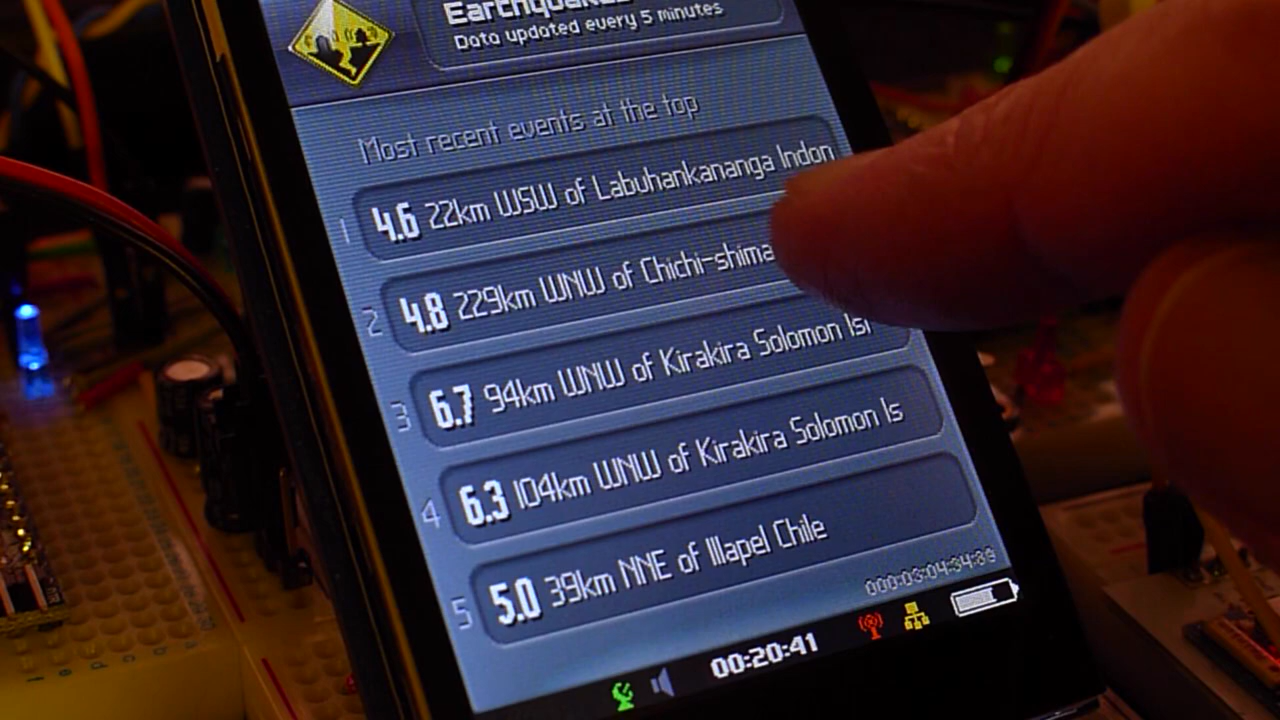 Earthquakes
Data updated every 5 minutes
Most recent events at the top
1 4.6 22km WSW of Labuhankananga Indon
2 4.8 229km WNW of Chichi-shima
3 6.7 94km WNW of Kirakira Solomon Isl
4 6.3 104km WNW of Kirakira Solomon Is
5 5.0 39km NNE of Illapel Chile
000:03:04:34:89
00:20:41